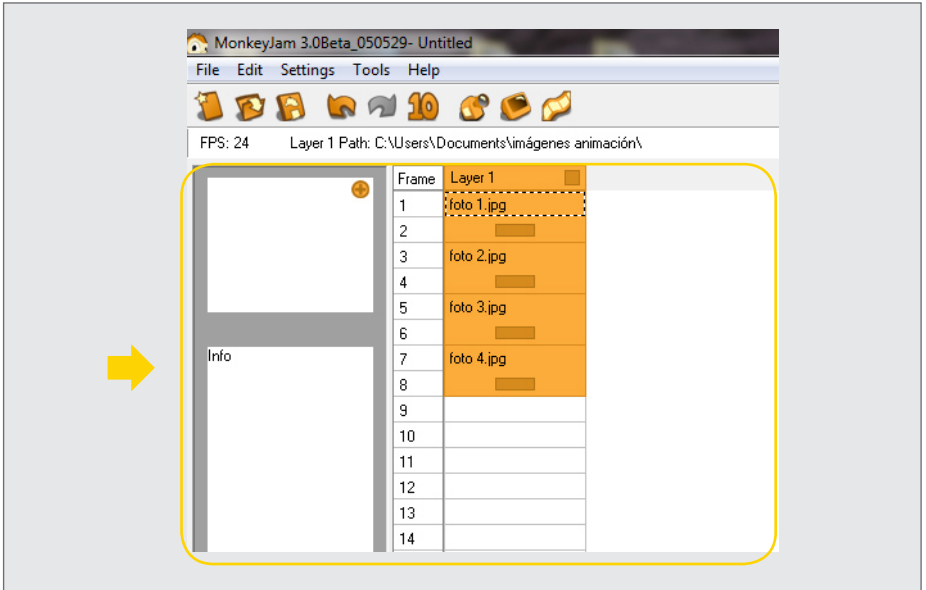 MonkeyJam 3.0Beta_050529- Untitled
File Edit Settings Tools Help
10
FPS: 24 Layer 1 Path: C:\Users\Documents\imágenes animación\
Frame Layer 1
1 foto 1.jpg
2
3 foto 2.jpg
4
5 foto 3.jpg
6
Info
7 foto 4.jpg
8
9
10
11
12
13
14